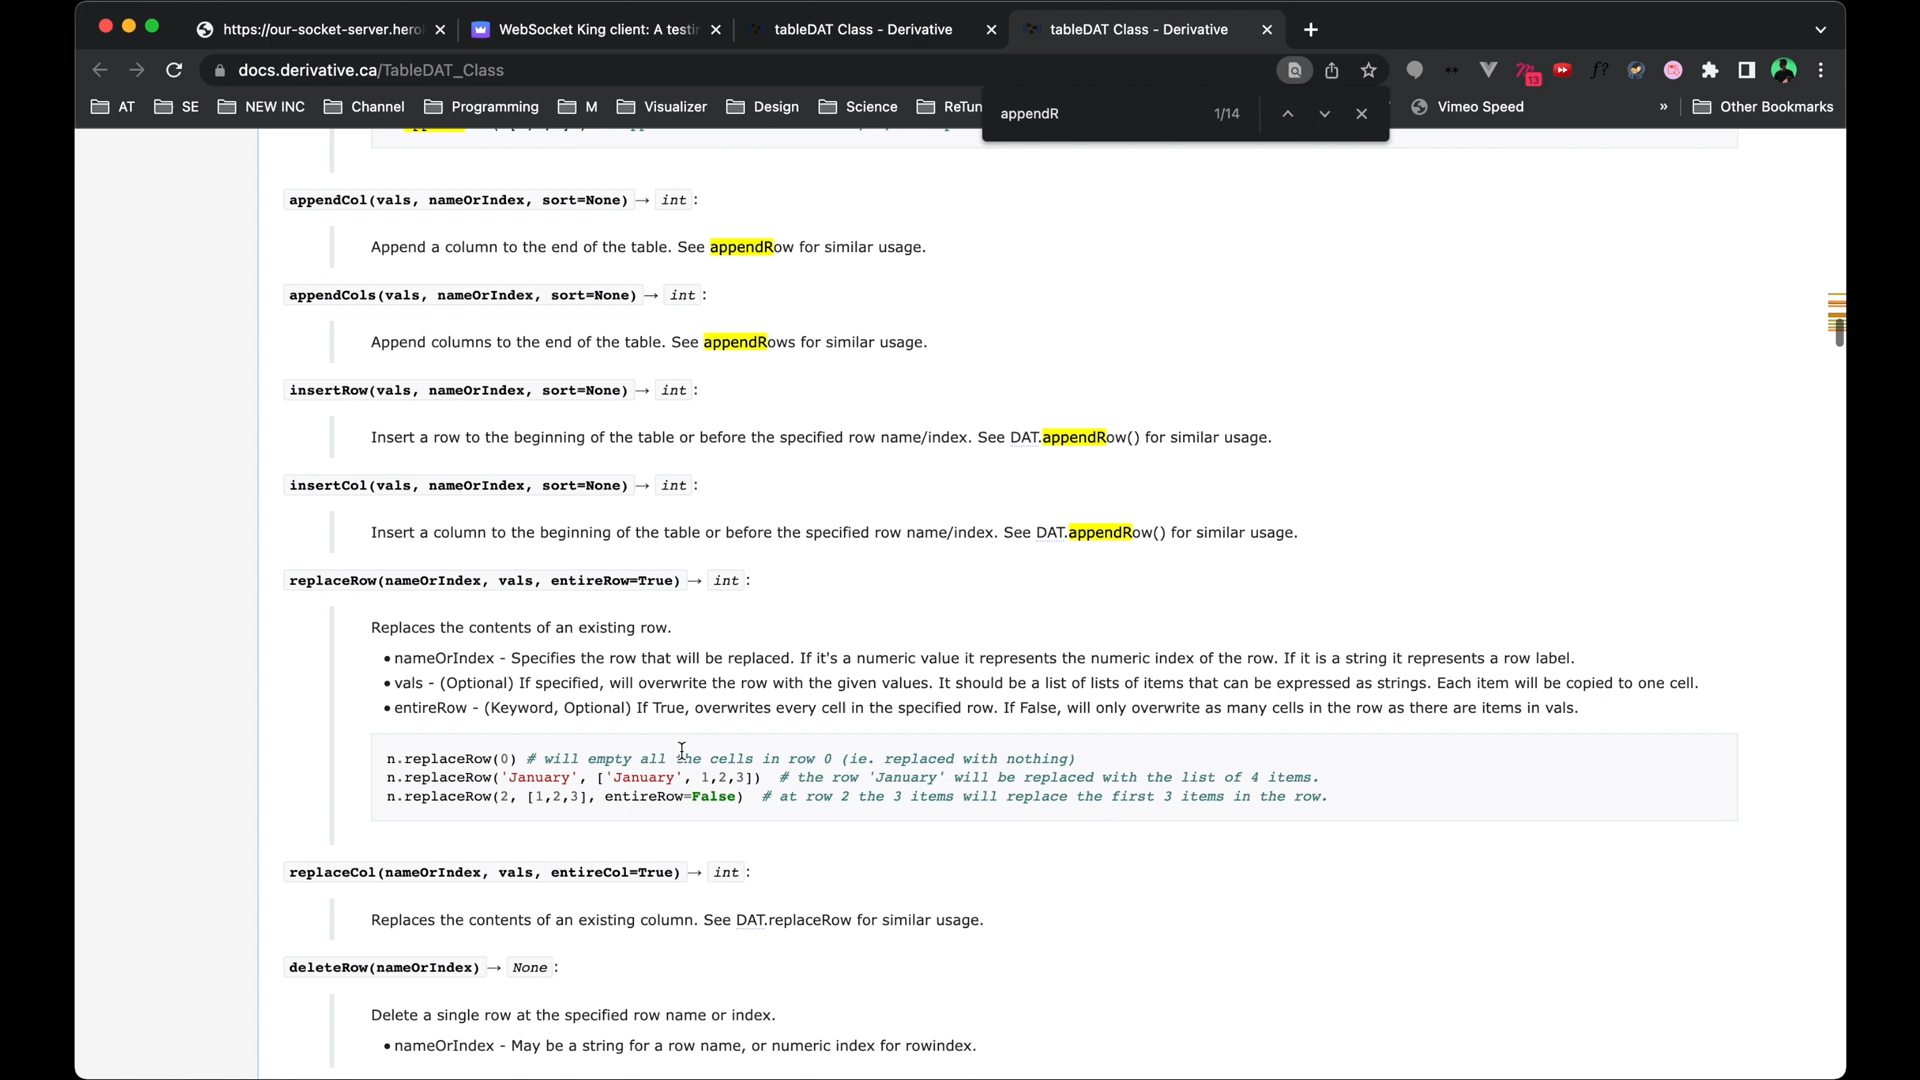 https://our-socket-server.hero
WebSocket King client: A testin
tableDAT Class - Derivative
tableDAT Class - Derivative
docs.derivative.ca/TableDAT_Class
13
f?
AT
SE
NEW INC
Channel
Programming
M
Visualizer
Design
Science
ReTun
Vimeo Speed
»
Other Bookmarks
appendR
1/14
appendCol(vals, nameOrIndex, sort=None) → int:
Append a column to the end of the table. See appendRow for similar usage.
appendCols(vals, nameOrIndex, sort=None) → int:
Append columns to the end of the table. See appendRows for similar usage.
insertRow(vals, nameOrIndex, sort=None) → int:
Insert a row to the beginning of the table or before the specified row name/index. See DAT.appendRow() for similar usage.
insertCol(vals, nameOrIndex, sort=None) → int:
Insert a column to the beginning of the table or before the specified row name/index. See DAT.appendRow() for similar usage.
replaceRow(nameOrIndex, vals, entireRow=True) → int:
Replaces the contents of an existing row.
• nameOrIndex - Specifies the row that will be replaced. If it's a numeric value it represents the numeric index of the row. If it is a string it represents a row label.
• vals - (Optional) If specified, will overwrite the row with the given values. It should be a list of lists of items that can be expressed as strings. Each item will be copied to one cell.
• entireRow - (Keyword, Optional) If True, overwrites every cell in the specified row. If False, will only overwrite as many cells in the row as there are items in vals.
n.replaceRow(0) # will empty all the cells in row 0 (ie. replaced with nothing)
n.replaceRow('January', ['January', 1,2,3])  # the row 'January' will be replaced with the list of 4 items.
n.replaceRow(2, [1,2,3], entireRow=False)  # at row 2 the 3 items will replace the first 3 items in the row.
replaceCol(nameOrIndex, vals, entireCol=True) → int:
Replaces the contents of an existing column. See DAT.replaceRow for similar usage.
deleteRow(nameOrIndex) → None:
Delete a single row at the specified row name or index.
• nameOrIndex - May be a string for a row name, or numeric index for rowindex.